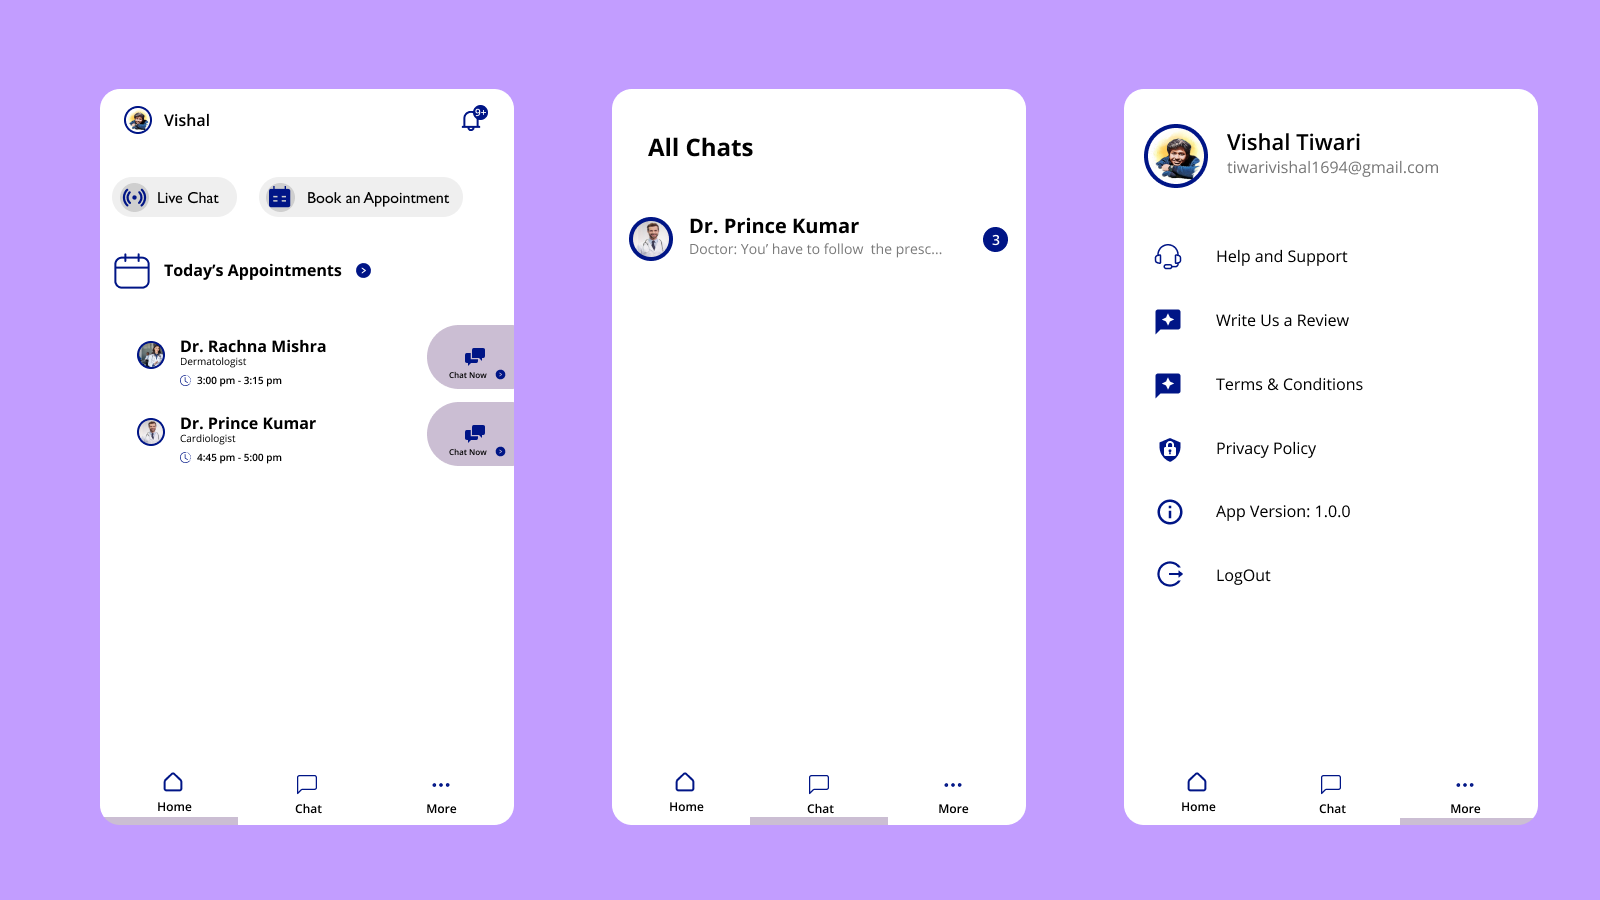 Vishal
9+
Live Chat
Book an Appointment
Today’s Appointments
Dr. Rachna Mishra
Dermatologist
3:00 pm - 3:15 pm
Chat Now
Dr. Prince Kumar
Cardiologist
4:45 pm - 5:00 pm
Chat Now
Home
Chat
More
All Chats
Dr. Prince Kumar
Doctor: You’ have to follow  the presc...
3
Home
Chat
More
Vishal Tiwari
tiwarivishal1694@gmail.com
Help and Support
Write Us a Review
Terms & Conditions
Privacy Policy
App Version: 1.0.0
LogOut
Home
Chat
More